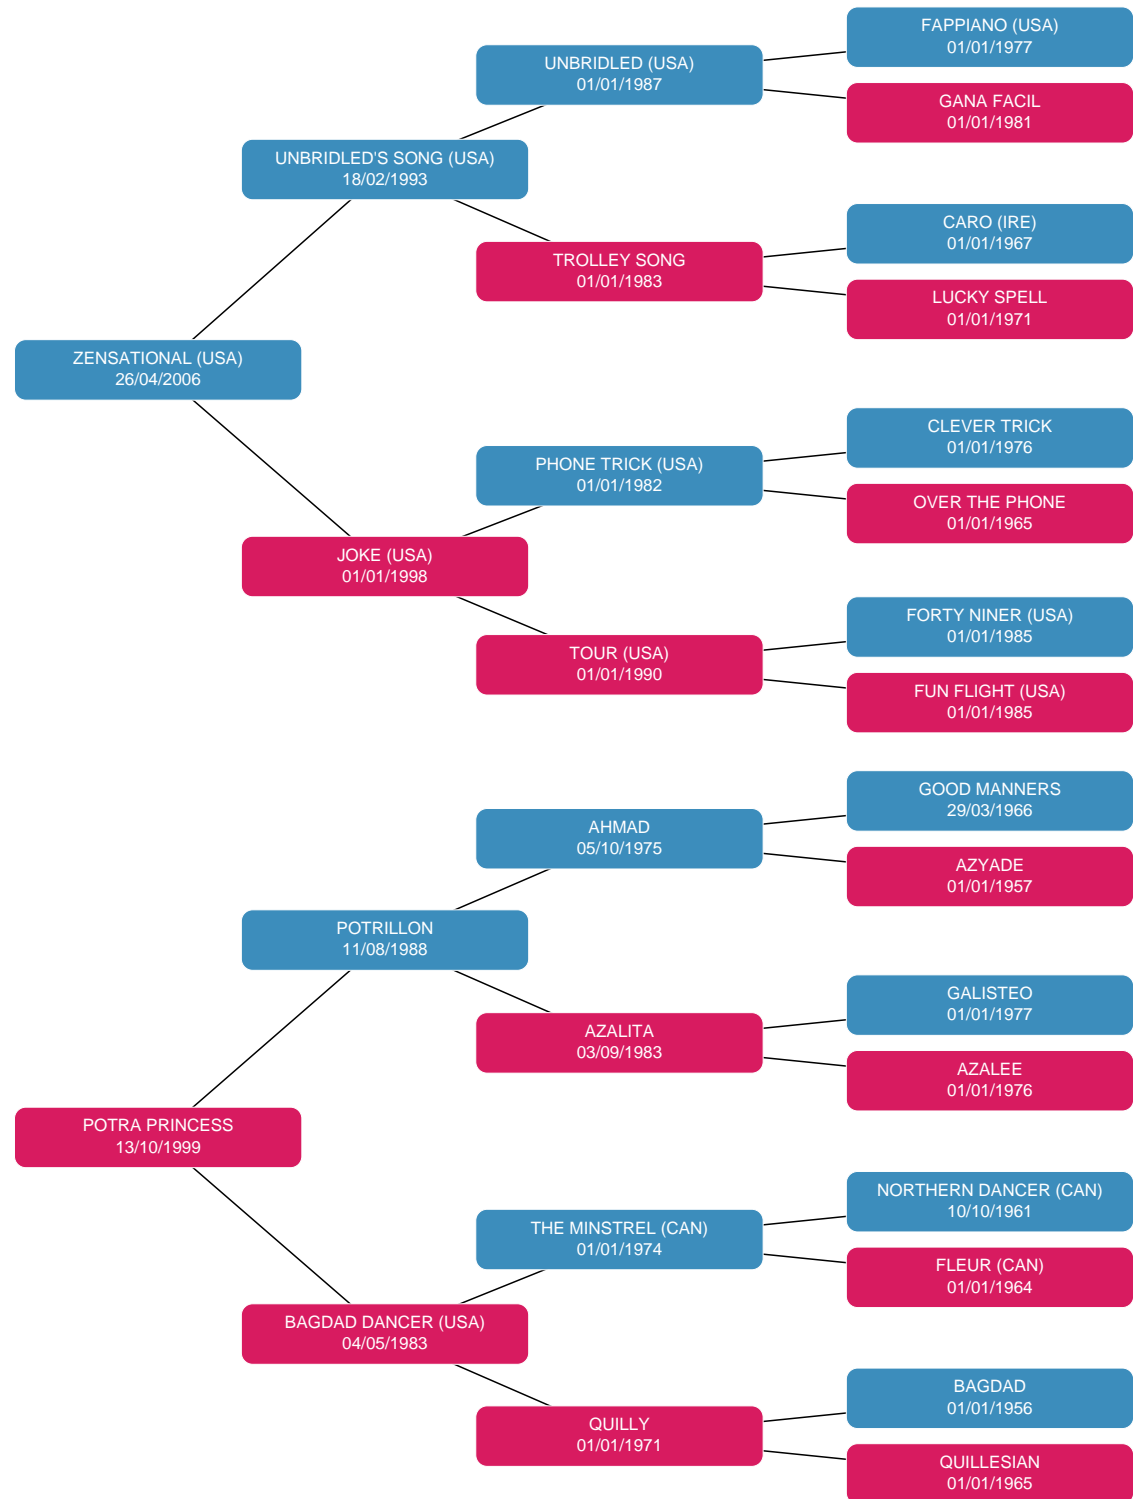 FAPPIANO (USA)
01/01/1977
UNBRIDLED (USA)
01/01/1987
GANA FACIL
01/01/1981
UNBRIDLED'S SONG (USA)
18/02/1993
CARO (IRE)
01/01/1967
TROLLEY SONG
01/01/1983
LUCKY SPELL
01/01/1971
ZENSATIONAL (USA)
26/04/2006
CLEVER TRICK
01/01/1976
PHONE TRICK (USA)
01/01/1982
OVER THE PHONE
01/01/1965
JOKE (USA)
01/01/1998
FORTY NINER (USA)
01/01/1985
TOUR (USA)
01/01/1990
FUN FLIGHT (USA)
01/01/1985
GOOD MANNERS
29/03/1966
AHMAD
05/10/1975
AZYADE
01/01/1957
POTRILLON
11/08/1988
GALISTEO
01/01/1977
AZALITA
03/09/1983
AZALEE
01/01/1976
POTRA PRINCESS
13/10/1999
NORTHERN DANCER (CAN)
10/10/1961
THE MINSTREL (CAN)
01/01/1974
FLEUR (CAN)
01/01/1964
BAGDAD DANCER (USA)
04/05/1983
BAGDAD
01/01/1956
QUILLY
01/01/1971
QUILLESIAN
01/01/1965